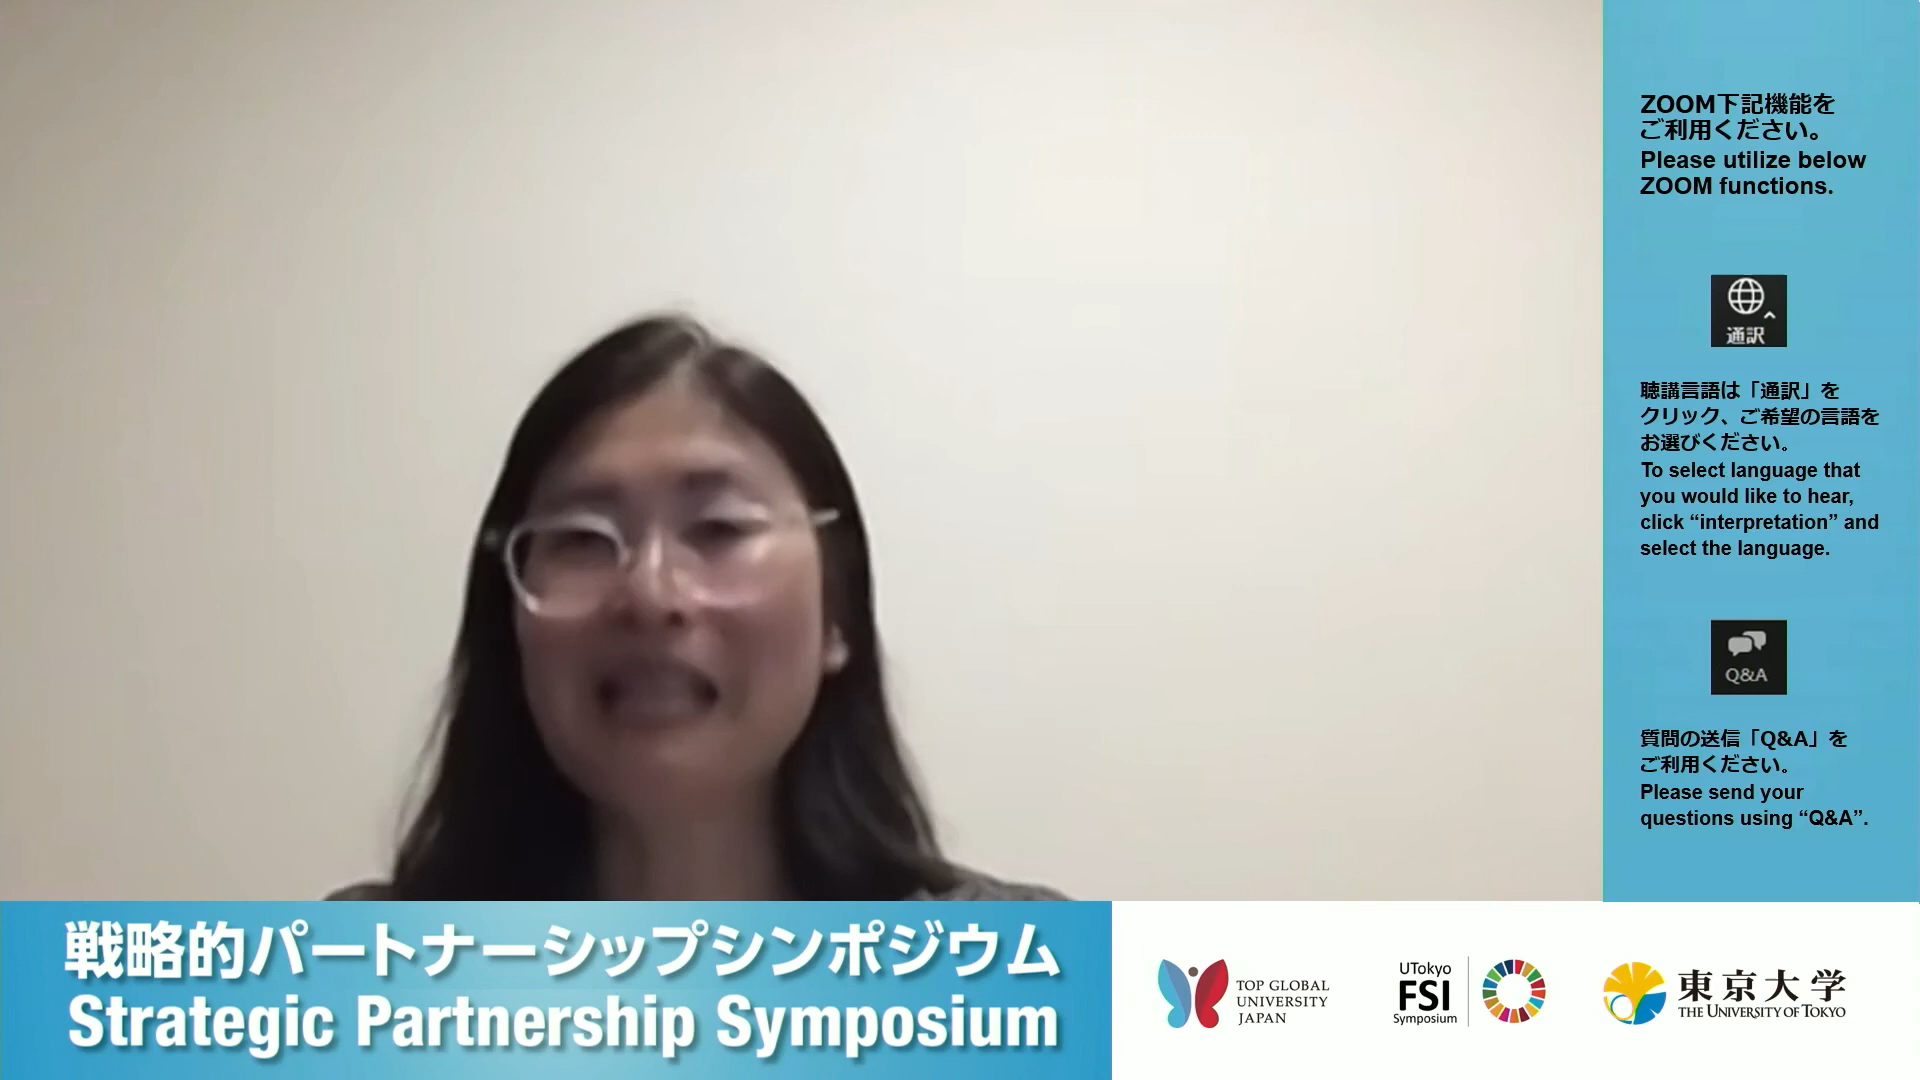 ZOOM下記機能を
ご利用ください。
Please utilize below
ZOOM functions.
通訳
聴講言語は「通訳」を
クリック、ご希望の言語を
お選びください。
To select language that
you would like to hear,
click “interpretation” and
select the language.
Q&A
質問の送信「Q&A」を
ご利用ください。
Please send your
questions using “Q&A”.
戦略的パートナーシップシンポジウム
Strategic Partnership Symposium
TOP GLOBAL
UNIVERSITY
JAPAN
UTokyo
FSI
Symposium
東京大学
THE UNIVERSITY OF TOKYO